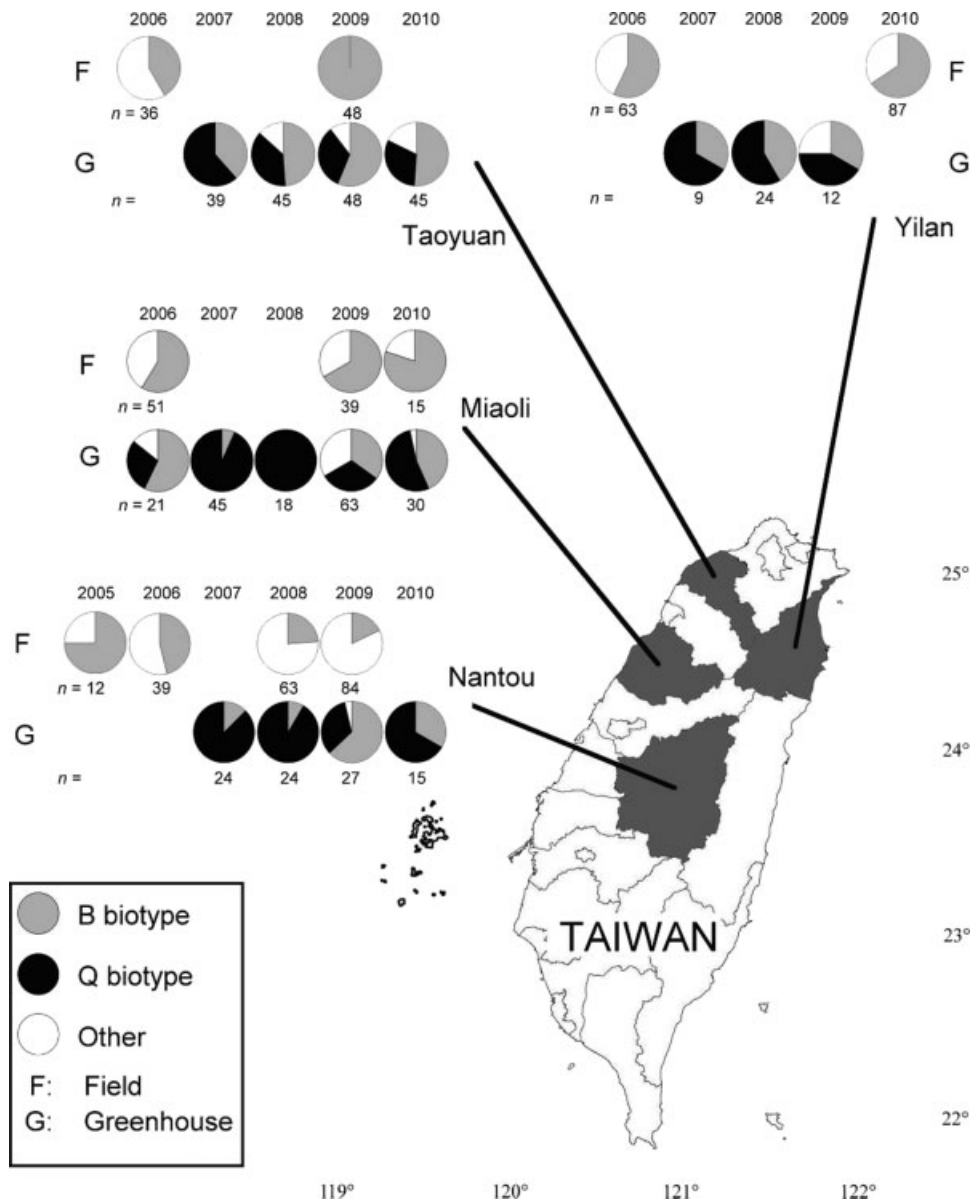 2006 2007 2008 2009 2010
F
n = 36 48
G
n = 39 45 48 45
Taoyuan
2006 2007 2008 2009 2010
F
n = 63 87
G
n = 9 24 12
Yilan
2006 2007 2008 2009 2010
F
n = 51 39 15
G
n = 21 45 18 63 30
Miaoli
2005 2006 2007 2008 2009 2010
F
n = 12 39 63 84
G
n = 24 24 27 15
Nantou
25°
24°
23°
22°
TAIWAN
B biotype
Q biotype
Other
F: Field
G: Greenhouse
119° 120° 121° 122°